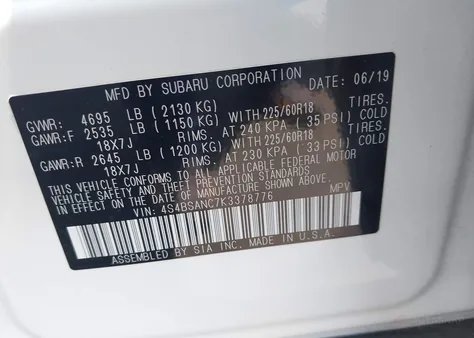 MFD BY SUBARU CORPORATION DATE: 06/19
GVWR: 4695 LB (2130 KG)
GAWR:F 2535 LB (1150 KG) WITH 225/60R18 TIRES.
18X7J RIMS. AT 240 KPA (35 PSI) COLD
GAWR:R 2645 LB (1200 KG) WITH 225/60R18 TIRES.
18X7J RIMS. AT 230 KPA (33 PSI) COLD
THIS VEHICLE CONFORMS TO ALL APPLICABLE FEDERAL MOTOR
VEHICLE SAFETY AND THEFT PREVENTION STANDARDS IN
EFFECT ON THE DATE OF MANUFACTURE SHOWN ABOVE.
VIN: 4S4BSANC7K3378776 MPV
ASSEMBLED BY SIA INC. MADE IN U.S.A.